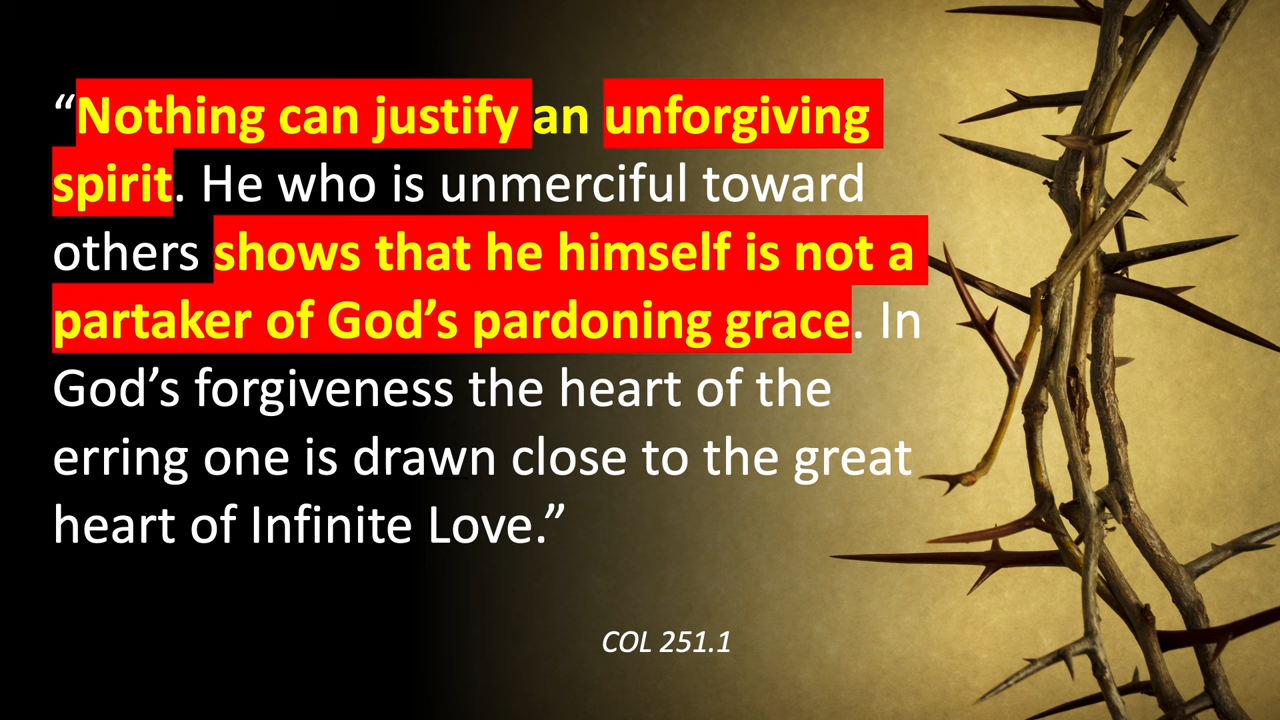 “Nothing can justify an unforgiving
spirit. He who is unmerciful toward
others shows that he himself is not a
partaker of God’s pardoning grace. In
God’s forgiveness the heart of the
erring one is drawn close to the great
heart of Infinite Love.”
COL 251.1